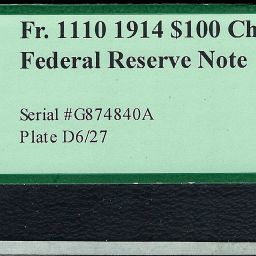 Fr. 1110 1914 $100 Ch
Federal Reserve Note
Serial #G874840A
Plate D6/27